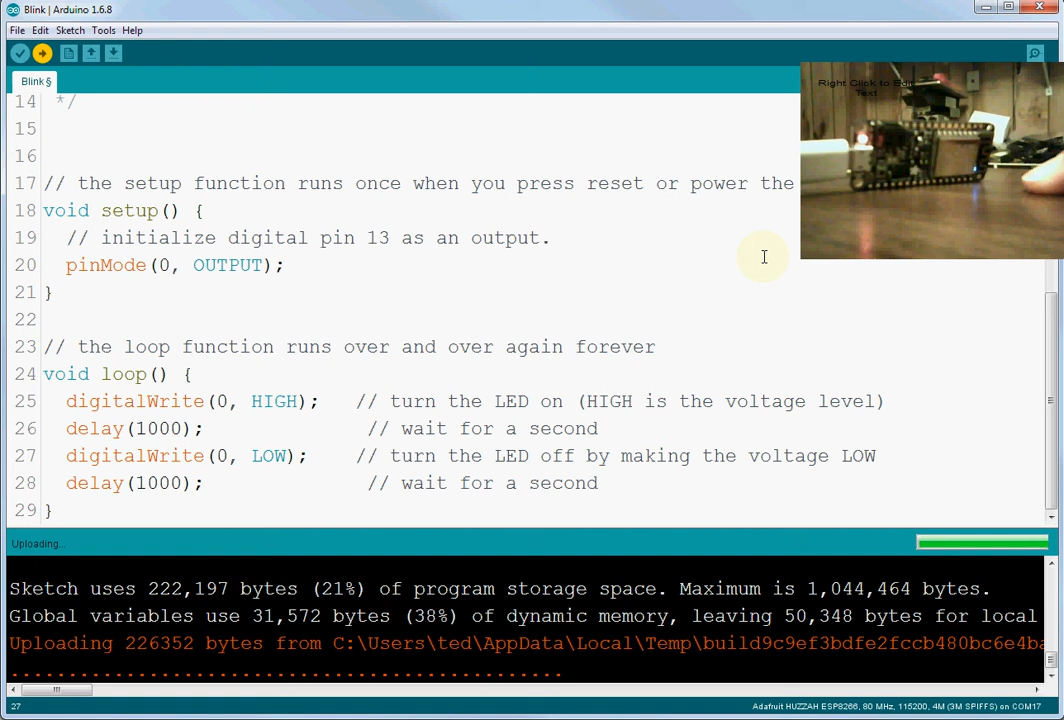 Blink | Arduino 1.6.8
File Edit Sketch Tools Help
Blink §
Right Click to Edit
Text
14 */
15
16
17 // the setup function runs once when you press reset or power the
18 void setup() {
19 // initialize digital pin 13 as an output.
20 pinMode(0, OUTPUT);
21 }
22
23 // the loop function runs over and over again forever
24 void loop() {
25 digitalWrite(0, HIGH); // turn the LED on (HIGH is the voltage level)
26 delay(1000); // wait for a second
27 digitalWrite(0, LOW); // turn the LED off by making the voltage LOW
28 delay(1000); // wait for a second
29 }
Uploading...
Sketch uses 222,197 bytes (21%) of program storage space. Maximum is 1,044,464 bytes.
Global variables use 31,572 bytes (38%) of dynamic memory, leaving 50,348 bytes for local
Uploading 226352 bytes from C:\Users\ted\AppData\Local\Temp\build9c9ef3bdfe2fccb480bc6e4ba
................................................
27
Adafruit HUZZAH ESP8266, 80 MHz, 115200, 4M (3M SPIFFS) on COM17